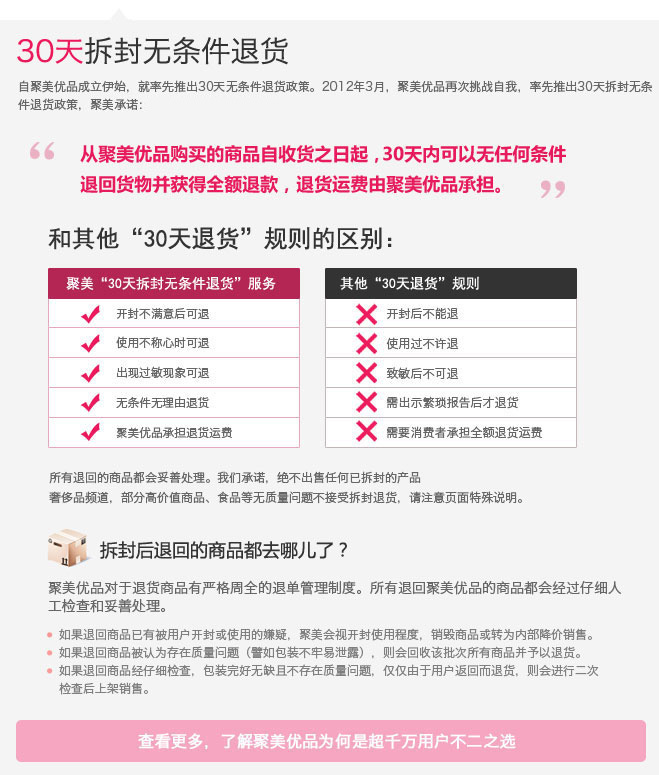 30天拆封无条件退货
自聚美优品成立伊始，就率先推出30天无条件退货政策。2012年3月，聚美优品再次挑战自我，率先推出30天拆封无条
件退货政策，聚美承诺：
“
从聚美优品购买的商品自收货之日起，30天内可以无任何条件
退回货物并获得全额退款，退货运费由聚美优品承担。
”
和其他“30天退货”规则的区别：
聚美“30天拆封无条件退货”服务
开封不满意后可退
使用不称心时可退
出现过敏现象可退
无条件无理由退货
聚美优品承担退货运费
其他“30天退货”规则
开封后不能退
使用过不许退
致敏后不可退
需出示繁琐报告后才退货
需要消费者承担全额退货运费
所有退回的商品都会妥善处理。我们承诺，绝不出售任何已拆封的产品
奢侈品频道，部分高价值商品、食品等无质量问题不接受拆封退货，请注意页面特殊说明。
拆封后退回的商品都去哪儿了？
聚美优品对于退货商品有严格周全的退单管理制度。所有退回聚美优品的商品都会经过仔细人
工检查和妥善处理。
如果退回商品已有被用户开封或使用的嫌疑，聚美会视开封使用程度，销毁商品或转为内部降价销售。
如果退回商品被认为存在质量问题（譬如包装不牢易泄露），则会回收该批次所有商品并予以退货。
如果退回商品经仔细检查，包装完好无缺且不存在质量问题，仅仅由于用户返回而退货，则会进行二次
检查后上架销售。
查看更多，了解聚美优品为何是超千万用户不二之选